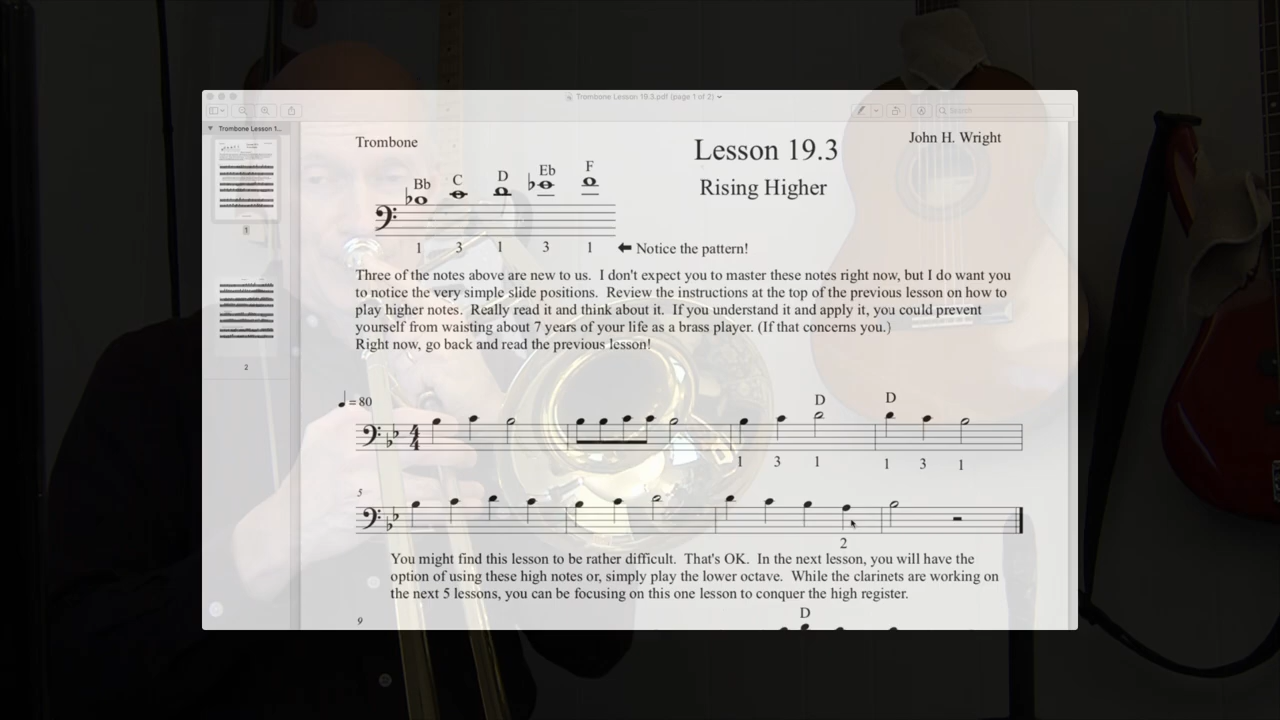 Trombone Lesson 19.3.pdf (page 1 of 2)
Search
Trombone Lesson 1...
1
2
Trombone
Lesson 19.3
John H. Wright
Rising Higher
Bb C D Eb F
1 3 1 3 1
Notice the pattern!
Three of the notes above are new to us. I don't expect you to master these notes right now, but I do want you
to notice the very simple slide positions. Review the instructions at the top of the previous lesson on how to
play higher notes. Really read it and think about it. If you understand it and apply it, you could prevent
yourself from waisting about 7 years of your life as a brass player. (If that concerns you.)
Right now, go back and read the previous lesson!
= 80
D D
4
4
1 3 1 1 3 1
5
2
You might find this lesson to be rather difficult. That's OK. In the next lesson, you will have the
option of using these high notes or, simply play the lower octave. While the clarinets are working on
the next 5 lessons, you can be focusing on this one lesson to conquer the high register.
9
D